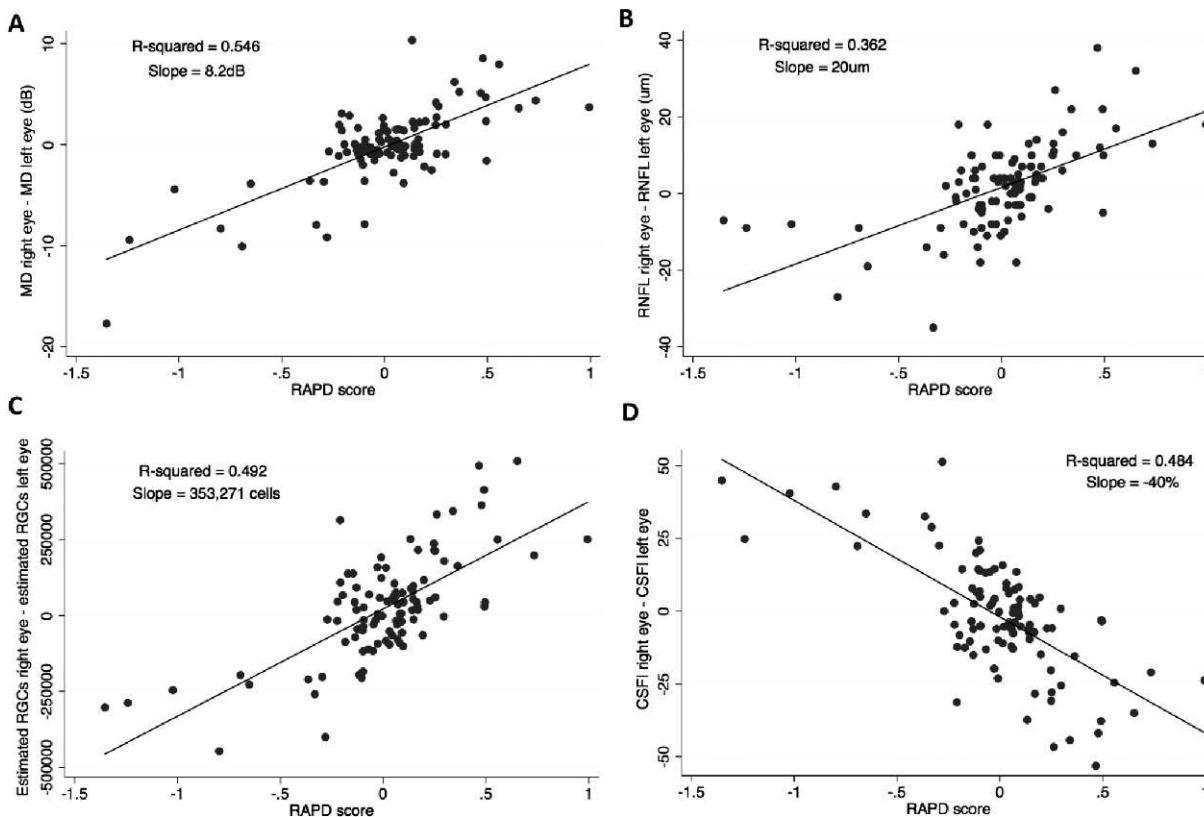 A
R-squared = 0.546
Slope = 8.2dB
MD right eye - MD left eye (dB)
10
0
-10
-20
-1.5
-1
-.5
0
.5
1
RAPD score
B
R-squared = 0.362
Slope = 20um
RNFL right eye - RNFL left eye (um)
40
20
0
-20
-40
-1.5
-1
-.5
0
.5
1
RAPD score
C
R-squared = 0.492
Slope = 353,271 cells
Estimated RGCs right eye - estimated RGCs left eye
500000
250000
0
-250000
-500000
-1.5
-1
-.5
0
.5
1
RAPD score
D
R-squared = 0.484
Slope = -40%
CSFI right eye - CSFI left eye
50
25
0
-25
-50
-1.5
-1
-.5
0
.5
1
RAPD score